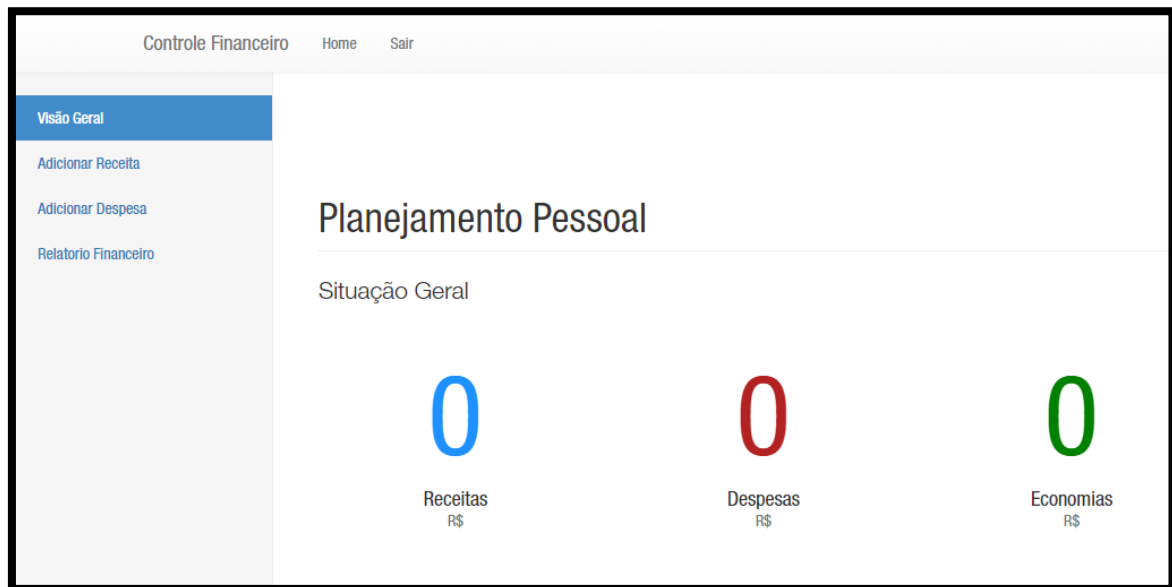 Controle Financeiro Home Sair
Visão Geral
Adicionar Receita
Adicionar Despesa
Relatorio Financeiro
Planejamento Pessoal
Situação Geral
0 0 0
Receitas Despesas Economias
R$ R$ R$